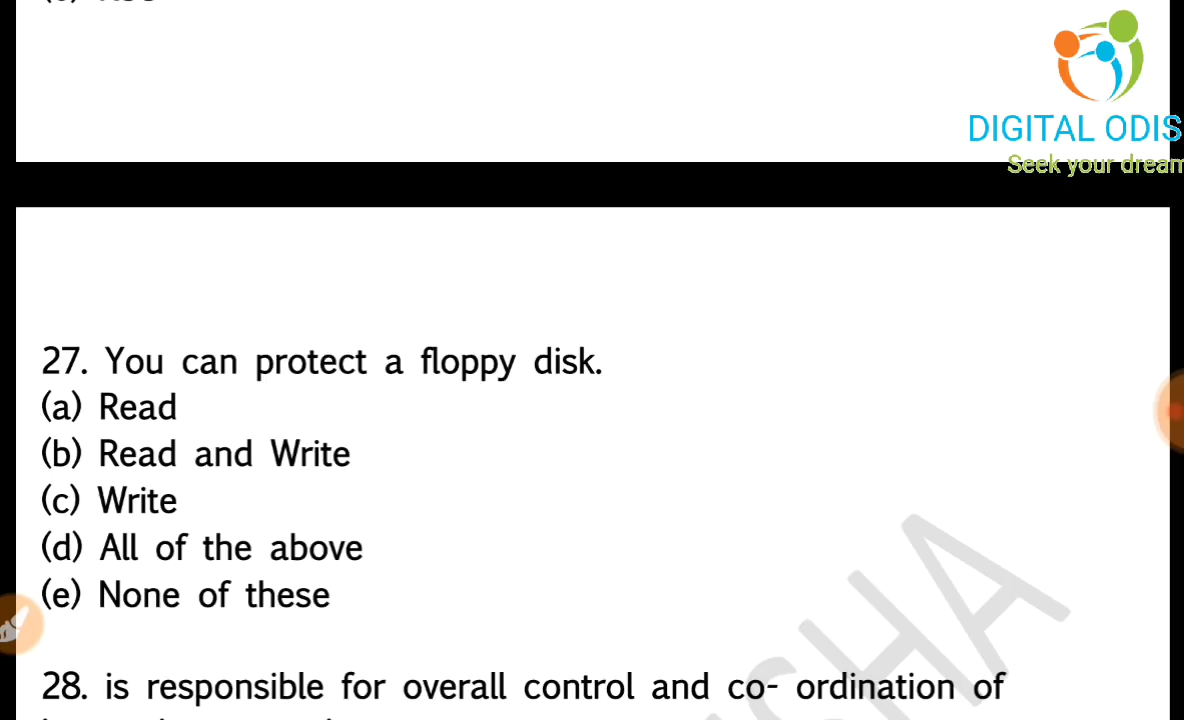 DIGITAL ODIS
Seek your dream
27. You can protect a floppy disk.
(a) Read
(b) Read and Write
(c) Write
(d) All of the above
(e) None of these
28. is responsible for overall control and co- ordination of